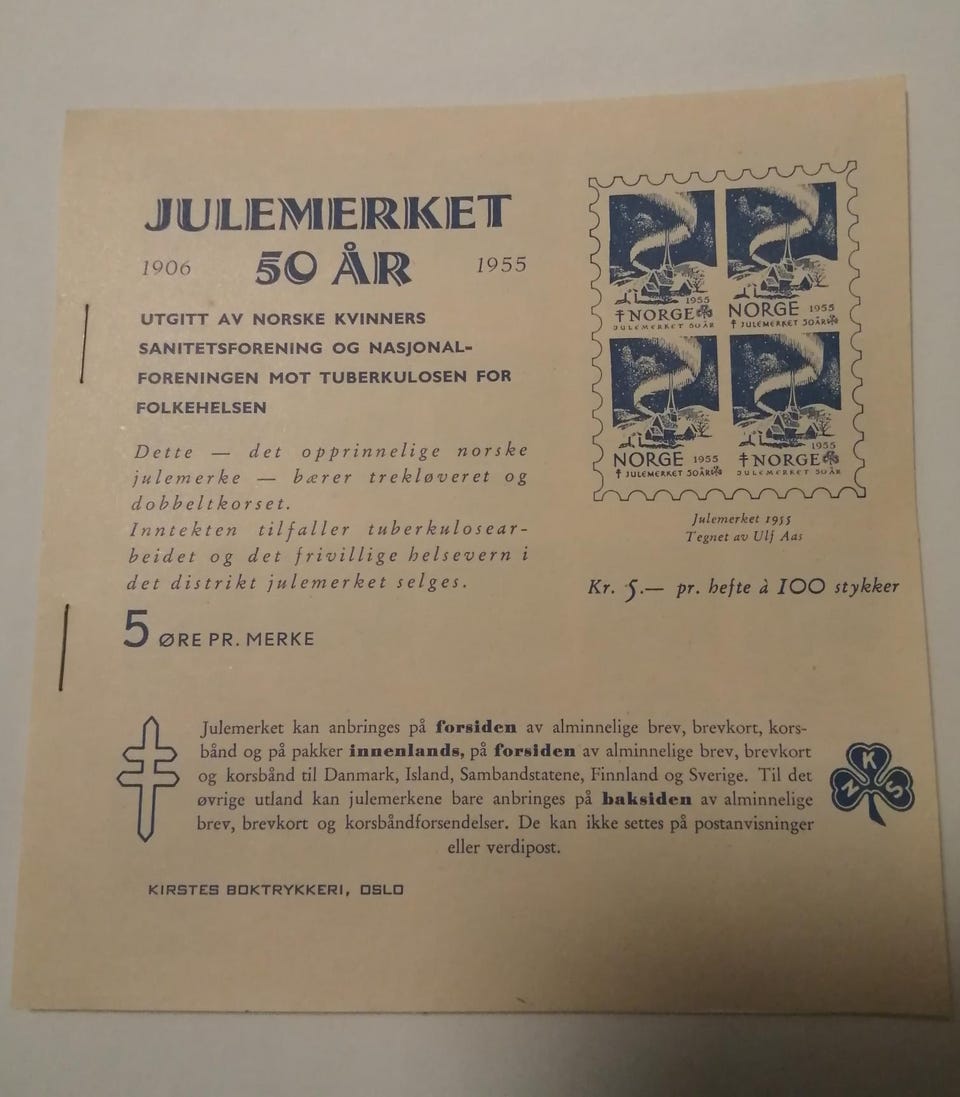 JULEMERKET
1906 50 ÅR 1955
UTGITT AV NORSKE KVINNERS
SANITETSFORENING OG NASJONAL-
FORENINGEN MOT TUBERKULOSEN FOR
FOLKEHELSEN
Dette — det opprinnelige norske
julemerke — bærer trekløveret og
dobbeltkorset.
Inntekten tilfaller tuberkulosear-
beidet og det frivillige helsevern i
det distrikt julemerket selges.
5 ØRE PR. MERKE
1955
NORGE
JULEMERKET 50 ÅR
NORGE 1955
JULEMERKET 50ÅR
NORGE 1955
JULEMERKET 50ÅR
1955
NORGE
JULEMERKET 50 ÅR
Julemerket 1955
Tegnet av Ulf Aas
Kr. 5.— pr. hefte à 100 stykker
Julemerket kan anbringes på forsiden av alminnelige brev, brevkort, kors-
bånd og på pakker innenlands, på forsiden av alminnelige brev, brevkort
og korsbånd til Danmark, Island, Sambandstatene, Finnland og Sverige. Til det
øvrige utland kan julemerkene bare anbringes på baksiden av alminnelige
brev, brevkort og korsbåndforsendelser. De kan ikke settes på postanvisninger
eller verdipost.
N K S
KIRSTES BOKTRYKKERI, OSLO